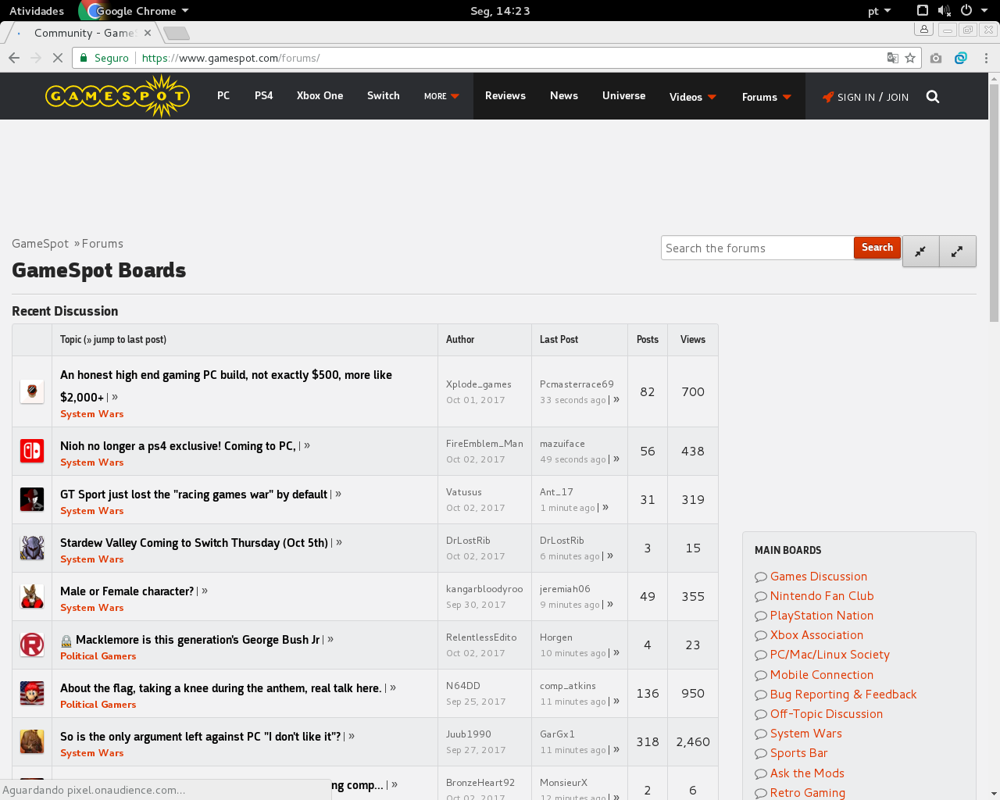 Atividades Google Chrome Seg, 14:23 pt
Community - Games
Seguro https://www.gamespot.com/forums/
GAMESPOT PC PS4 Xbox One Switch MORE Reviews News Universe Videos Forums SIGN IN / JOIN
GameSpot » Forums
Search the forums Search
GameSpot Boards
Recent Discussion
Topic (» jump to last post) Author Last Post Posts Views
An honest high end gaming PC build, not exactly $500, more like
$2,000+ | »
System Wars
Xplode_games
Oct 01, 2017
Pcmasterrace69
33 seconds ago | »
82
700
Nioh no longer a ps4 exclusive! Coming to PC, | »
System Wars
FireEmblem_Man
Oct 02, 2017
mazuiface
49 seconds ago | »
56
438
GT Sport just lost the "racing games war" by default | »
System Wars
Vatusus
Oct 02, 2017
Ant_17
1 minute ago | »
31
319
Stardew Valley Coming to Switch Thursday (Oct 5th) | »
System Wars
DrLostRib
Oct 02, 2017
DrLostRib
6 minutes ago | »
3
15
Male or Female character? | »
System Wars
kangarbloodyroo
Sep 30, 2017
jeremiah06
9 minutes ago | »
49
355
Macklemore is this generation's George Bush Jr | »
Political Gamers
RelentlessEdito
Oct 02, 2017
Horgen
10 minutes ago | »
4
23
About the flag, taking a knee during the anthem, real talk here. | »
Political Gamers
N64DD
Sep 25, 2017
comp_atkins
11 minutes ago | »
136
950
So is the only argument left against PC "I don't like it"? | »
System Wars
Juub1990
Sep 27, 2017
GarGx1
11 minutes ago | »
318
2,460
ng comp... | »
BronzeHeart92
Oct 02, 2017
MonsieurX
12 minutes ago | »
2
6
MAIN BOARDS
Games Discussion
Nintendo Fan Club
PlayStation Nation
Xbox Association
PC/Mac/Linux Society
Mobile Connection
Bug Reporting & Feedback
Off-Topic Discussion
System Wars
Sports Bar
Ask the Mods
Retro Gaming
Aguardando pixel.onaudience.com...